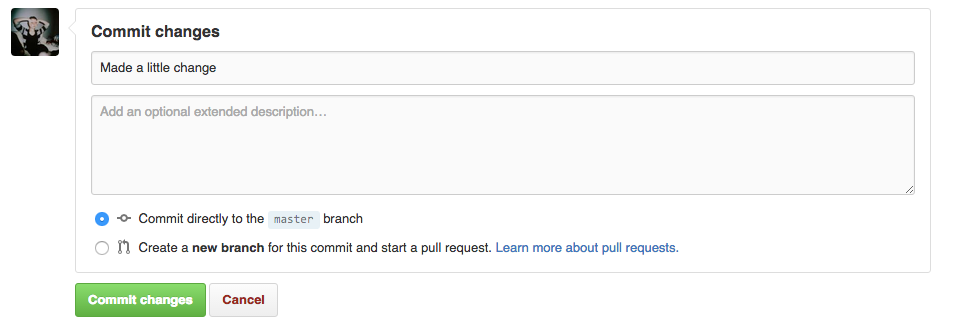 Commit changes
Made a little change
Add an optional extended description…
Commit directly to the master branch
Create a new branch for this commit and start a pull request. Learn more about pull requests.
Commit changes Cancel